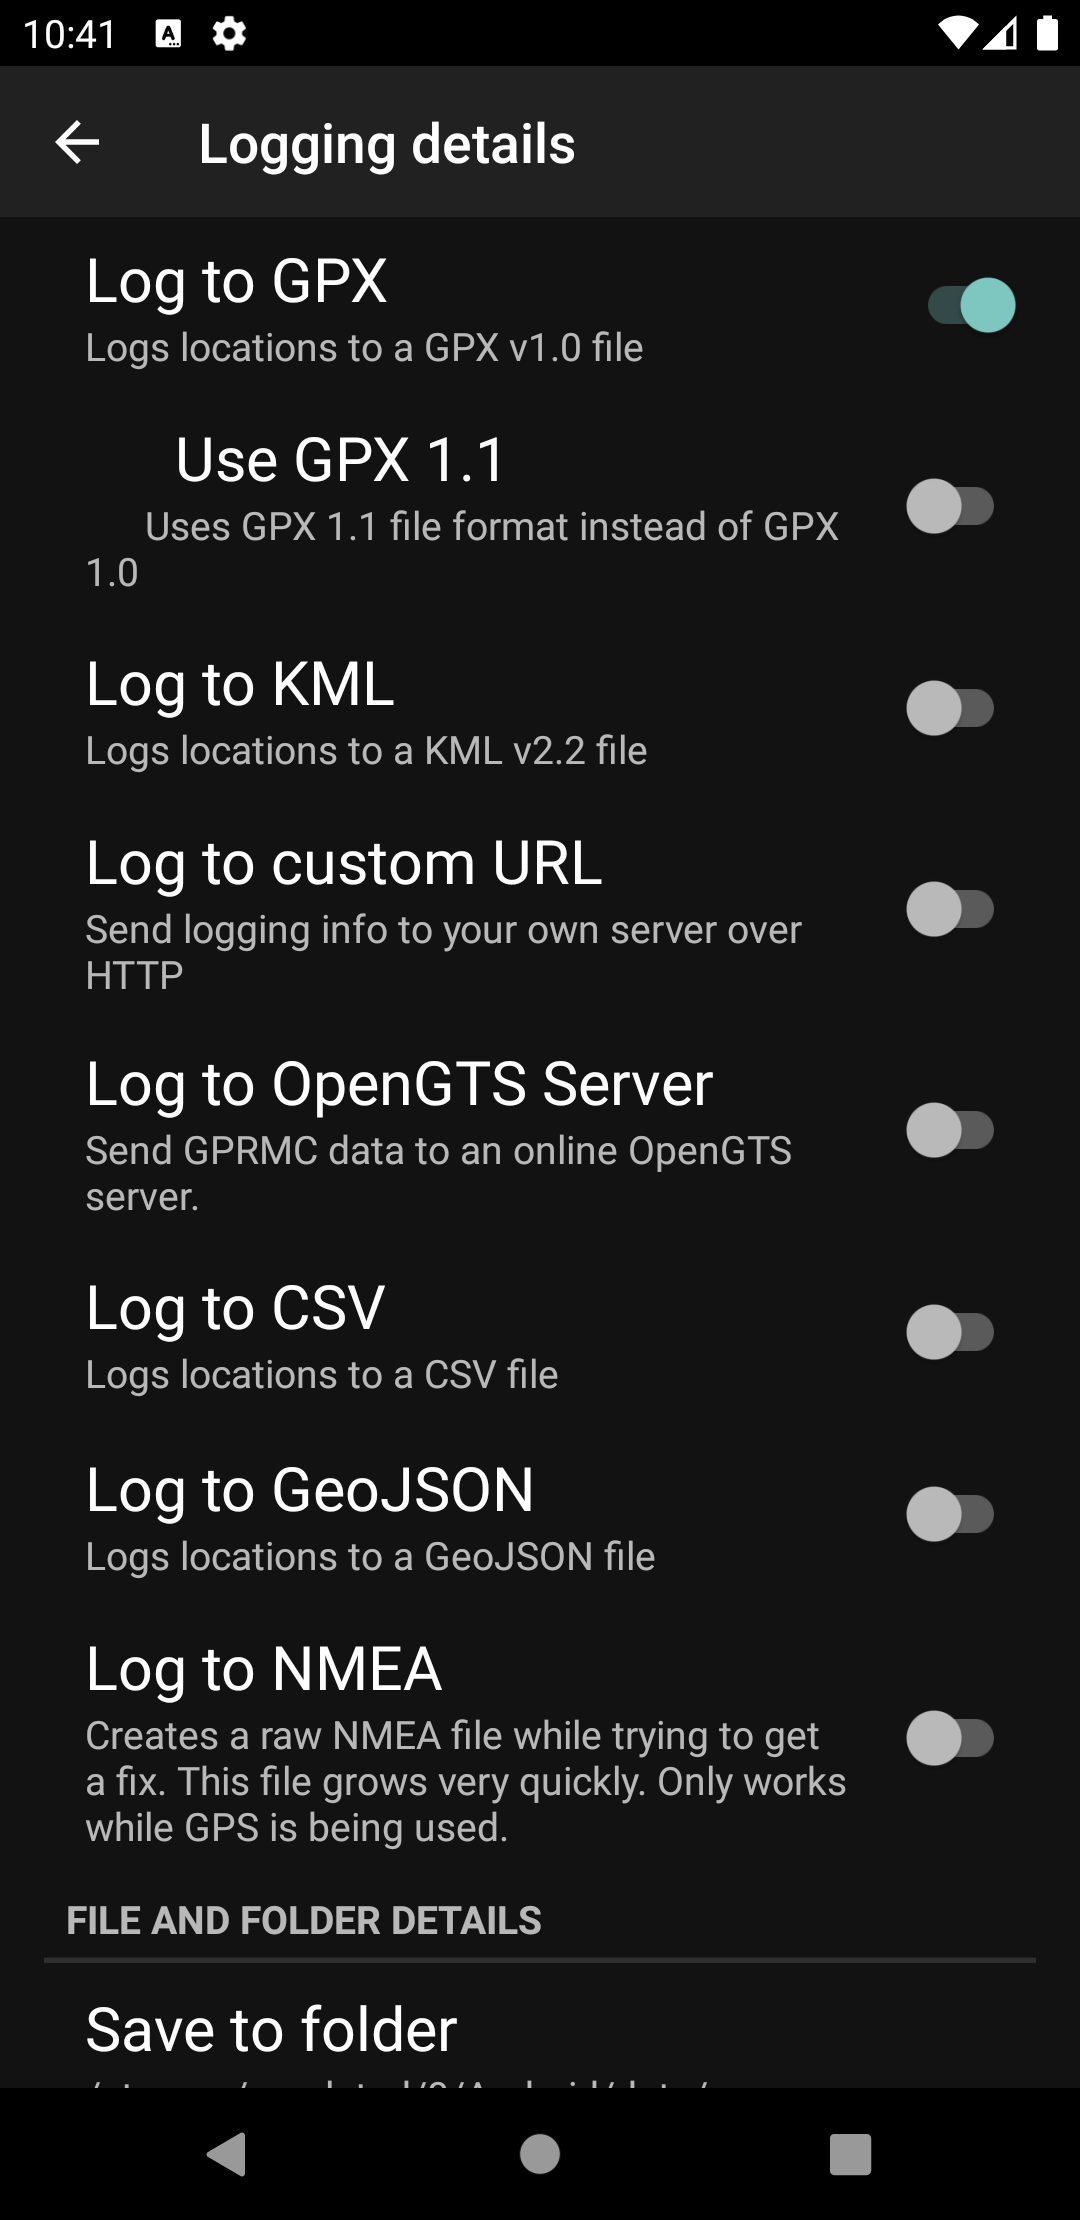 10:41
Logging details
Log to GPX
Logs locations to a GPX v1.0 file
Use GPX 1.1
Uses GPX 1.1 file format instead of GPX
1.0
Log to KML
Logs locations to a KML v2.2 file
Log to custom URL
Send logging info to your own server over
HTTP
Log to OpenGTS Server
Send GPRMC data to an online OpenGTS
server.
Log to CSV
Logs locations to a CSV file
Log to GeoJSON
Logs locations to a GeoJSON file
Log to NMEA
Creates a raw NMEA file while trying to get
a fix. This file grows very quickly. Only works
while GPS is being used.
FILE AND FOLDER DETAILS
Save to folder